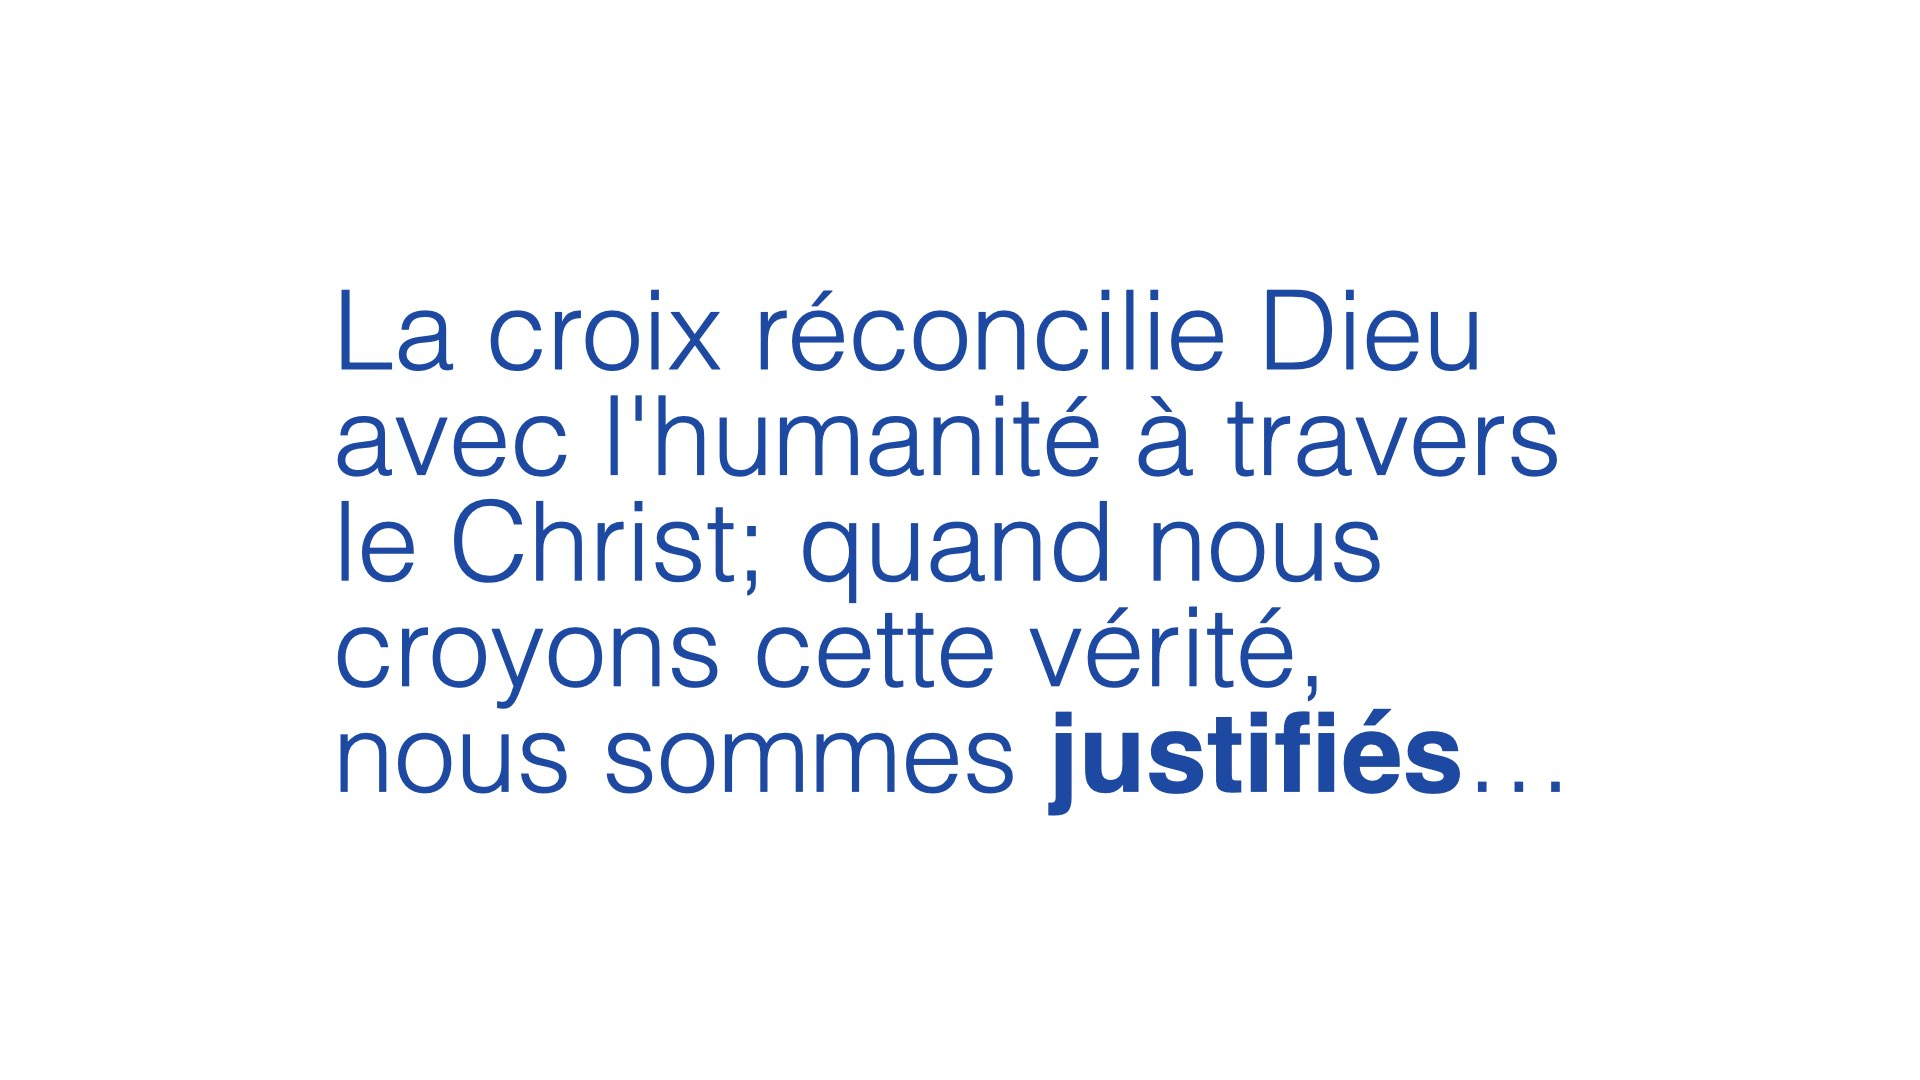 La croix réconcilie Dieu
avec l'humanité à travers
le Christ; quand nous
croyons cette vérité,
nous sommes justifiés…